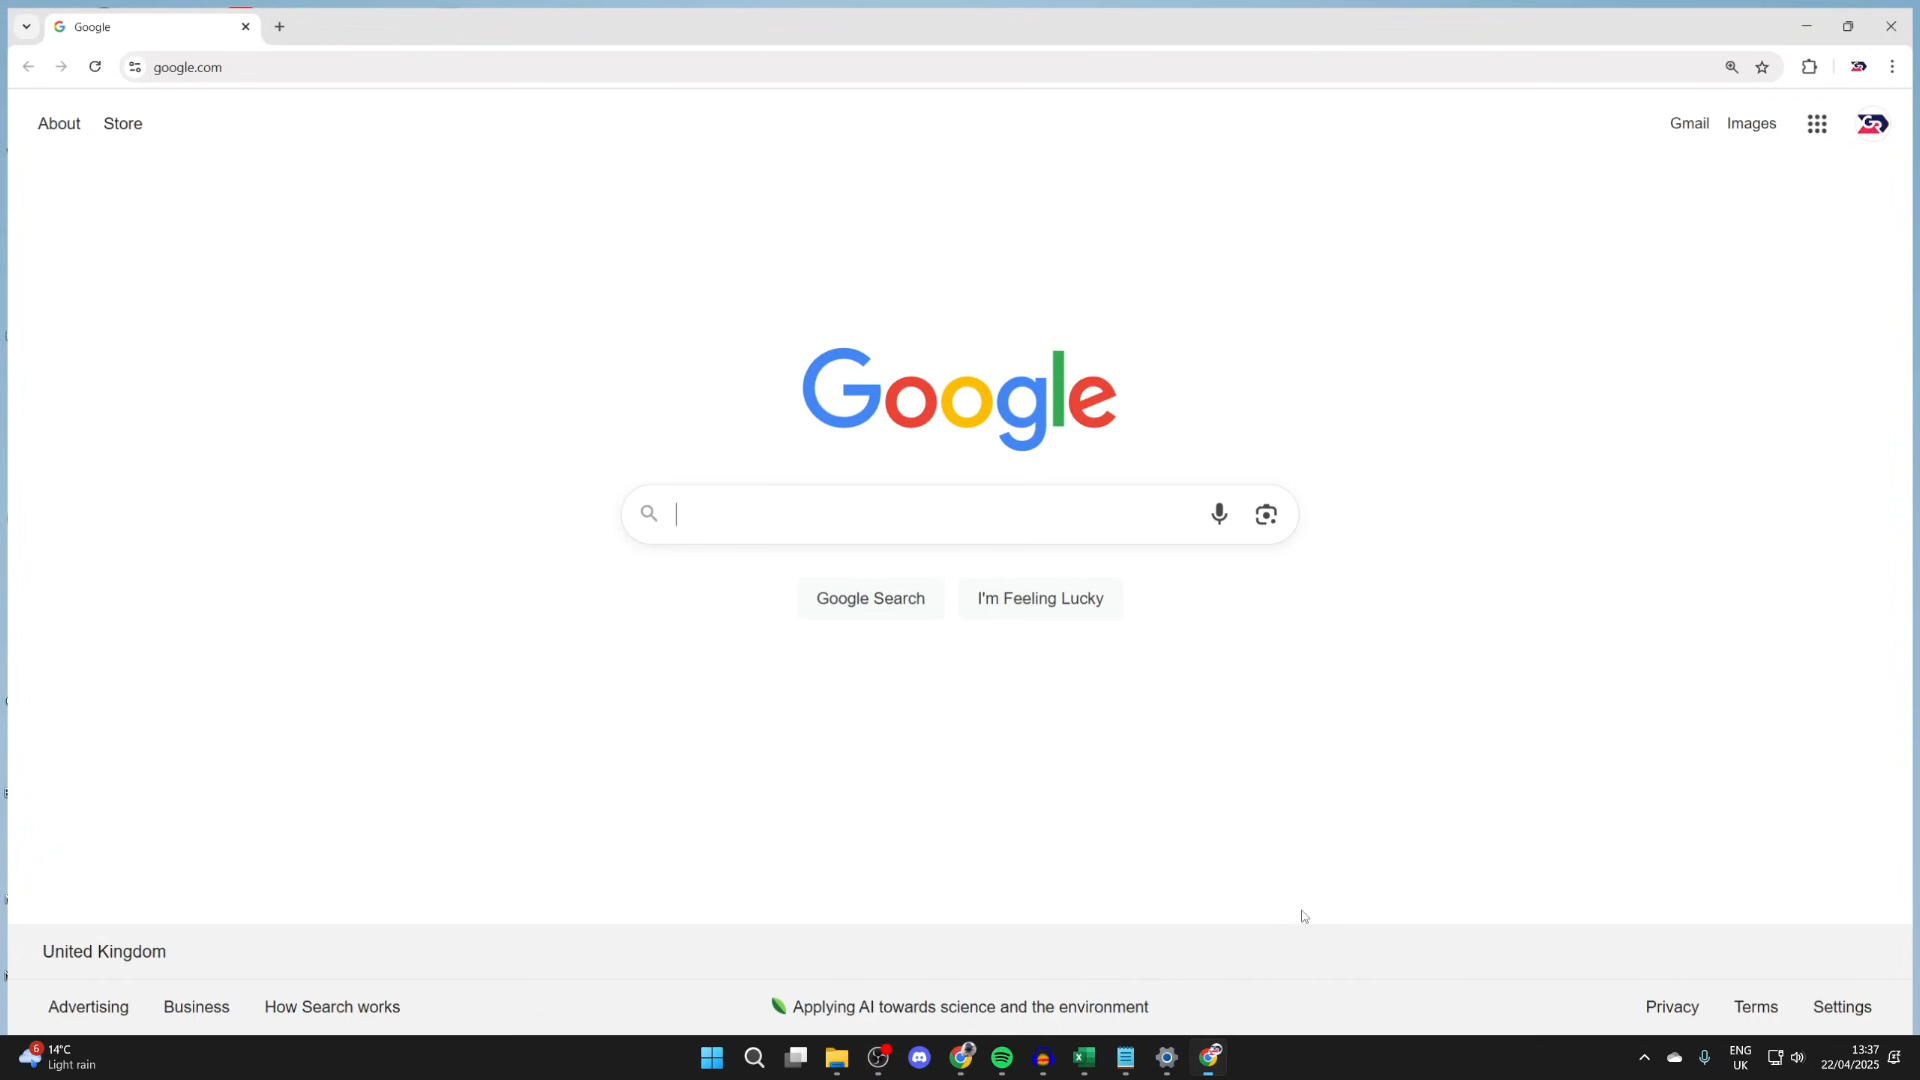 Google
google.com
About Store
Gmail Images
GR
Google
Google Search I'm Feeling Lucky
United Kingdom
Advertising Business How Search works
Applying AI towards science and the environment
Privacy Terms Settings
6
14°C
Light rain
ENG
UK
13:37
22/04/2025